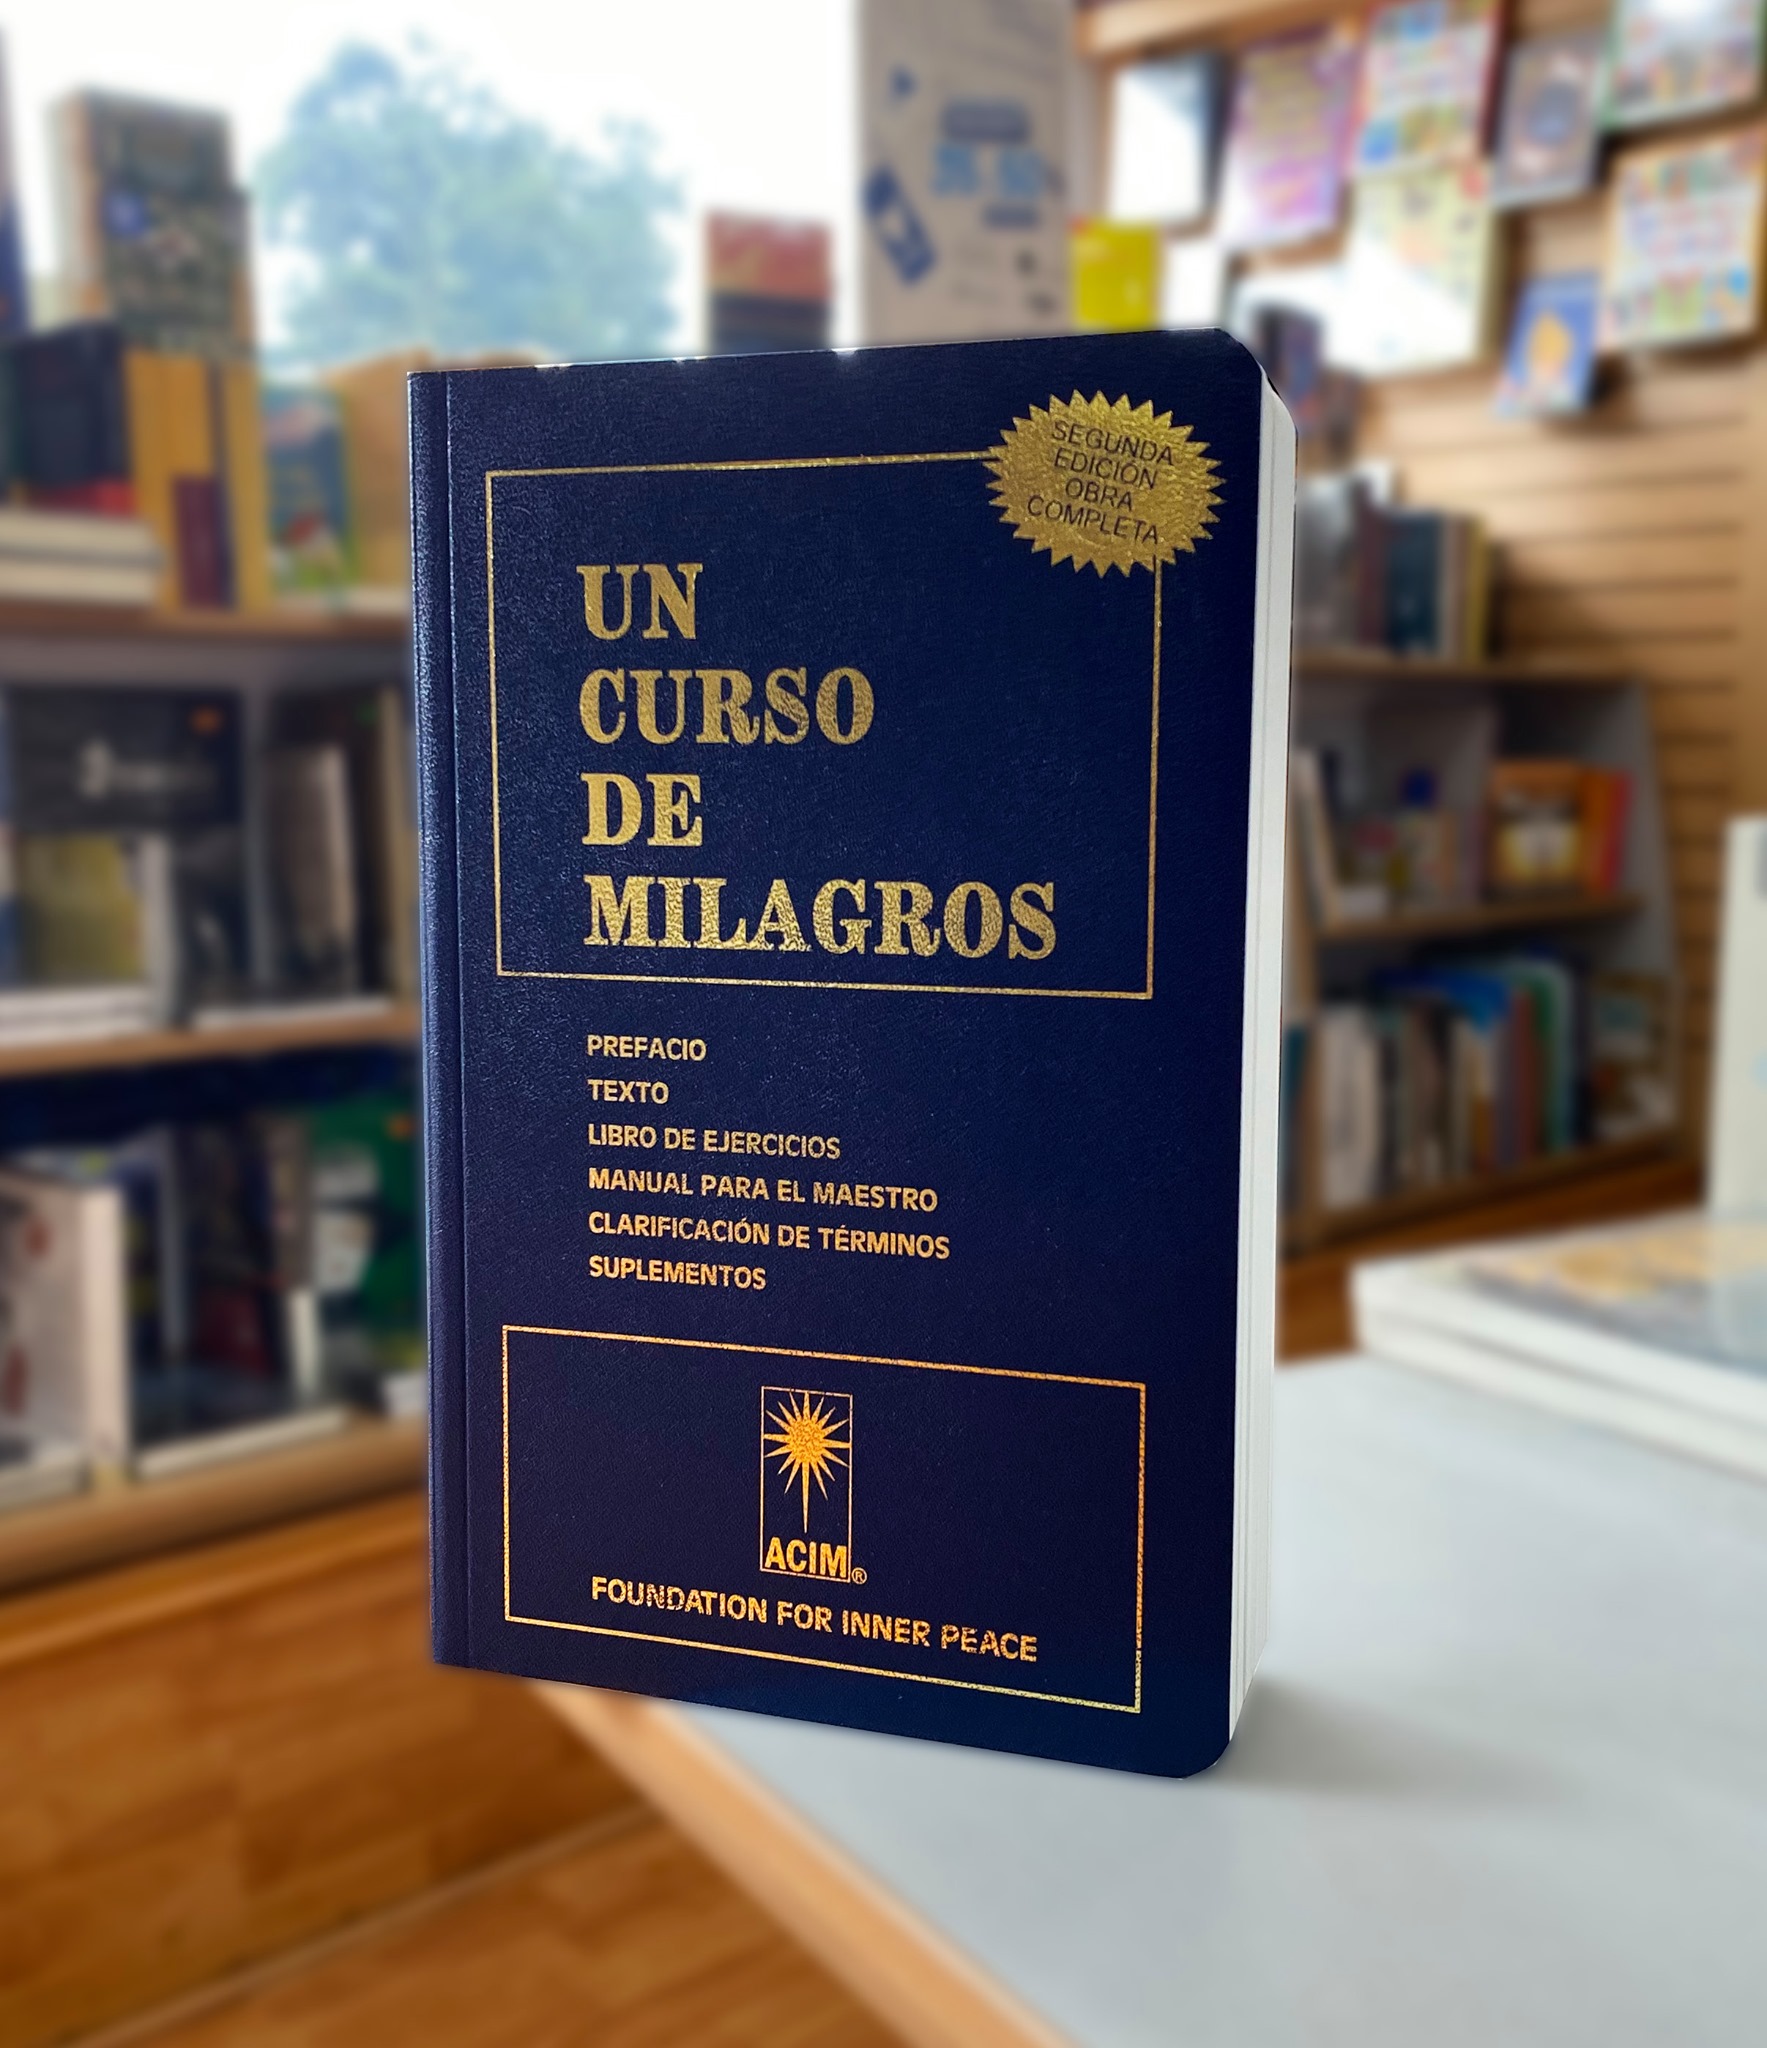 SEGUNDA
EDICIÓN
OBRA
COMPLETA
UN
CURSO
DE
MILAGROS
PREFACIO
TEXTO
LIBRO DE EJERCICIOS
MANUAL PARA EL MAESTRO
CLARIFICACIÓN DE TÉRMINOS
SUPLEMENTOS
ACIM®
FOUNDATION FOR INNER PEACE